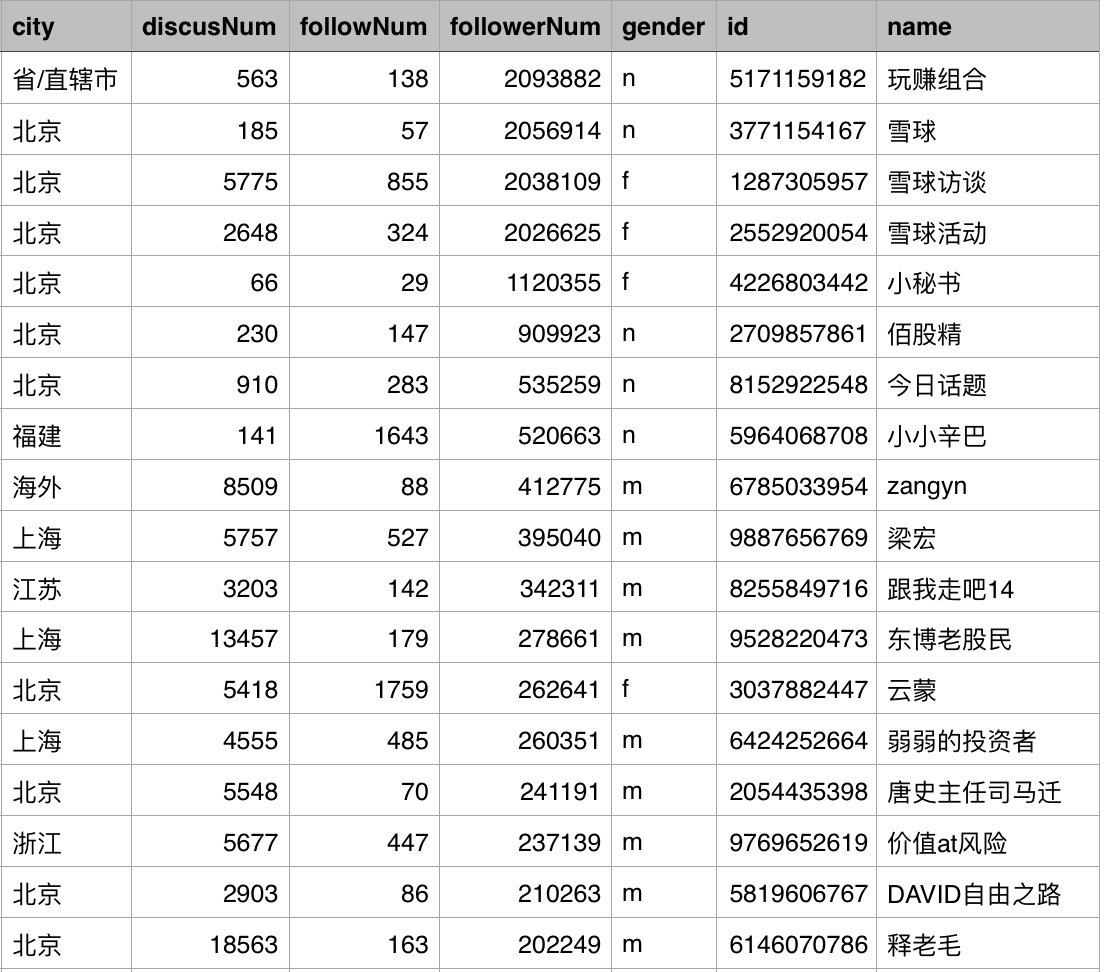 city discusNum followNum followerNum gender id name
省/直辖市 563 138 2093882 n 5171159182 玩赚组合
北京 185 57 2056914 n 3771154167 雪球
北京 5775 855 2038109 f 1287305957 雪球访谈
北京 2648 324 2026625 f 2552920054 雪球活动
北京 66 29 1120355 f 4226803442 小秘书
北京 230 147 909923 n 2709857861 佰股精
北京 910 283 535259 n 8152922548 今日话题
福建 141 1643 520663 n 5964068708 小小辛巴
海外 8509 88 412775 m 6785033954 zangyn
上海 5757 527 395040 m 9887656769 梁宏
江苏 3203 142 342311 m 8255849716 跟我走吧14
上海 13457 179 278661 m 9528220473 东博老股民
北京 5418 1759 262641 f 3037882447 云蒙
上海 4555 485 260351 m 6424252664 弱弱的投资者
北京 5548 70 241191 m 2054435398 唐史主任司马迁
浙江 5677 447 237139 m 9769652619 价值at风险
北京 2903 86 210263 m 5819606767 DAVID自由之路
北京 18563 163 202249 m 6146070786 释老毛